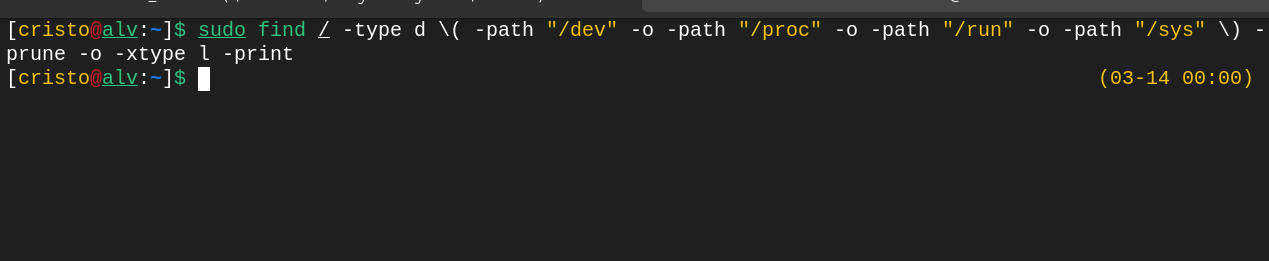 [cristo@alv:~]$ sudo find / -type d \( -path "/dev" -o -path "/proc" -o -path "/run" -o -path "/sys" \) -
prune -o -xtype l -print
[cristo@alv:~]$ (03-14 00:00)